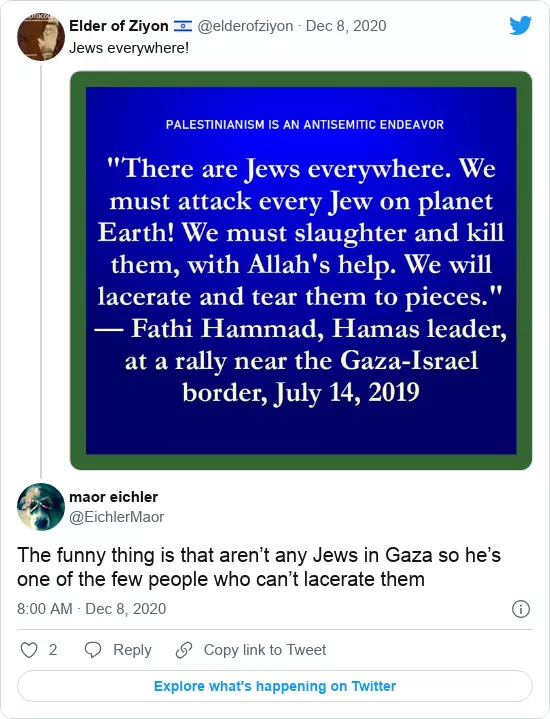 Elder of Ziyon 🇮🇱 @elderofziyon · Dec 8, 2020
Jews everywhere!
PALESTINIANISM IS AN ANTISEMITIC ENDEAVOR
"There are Jews everywhere. We
must attack every Jew on planet
Earth! We must slaughter and kill
them, with Allah's help. We will
lacerate and tear them to pieces."
— Fathi Hammad, Hamas leader,
at a rally near the Gaza-Israel
border, July 14, 2019
maor eichler
@EichlerMaor
The funny thing is that aren’t any Jews in Gaza so he’s
one of the few people who can’t lacerate them
8:00 AM · Dec 8, 2020
2 Reply Copy link to Tweet
Explore what's happening on Twitter